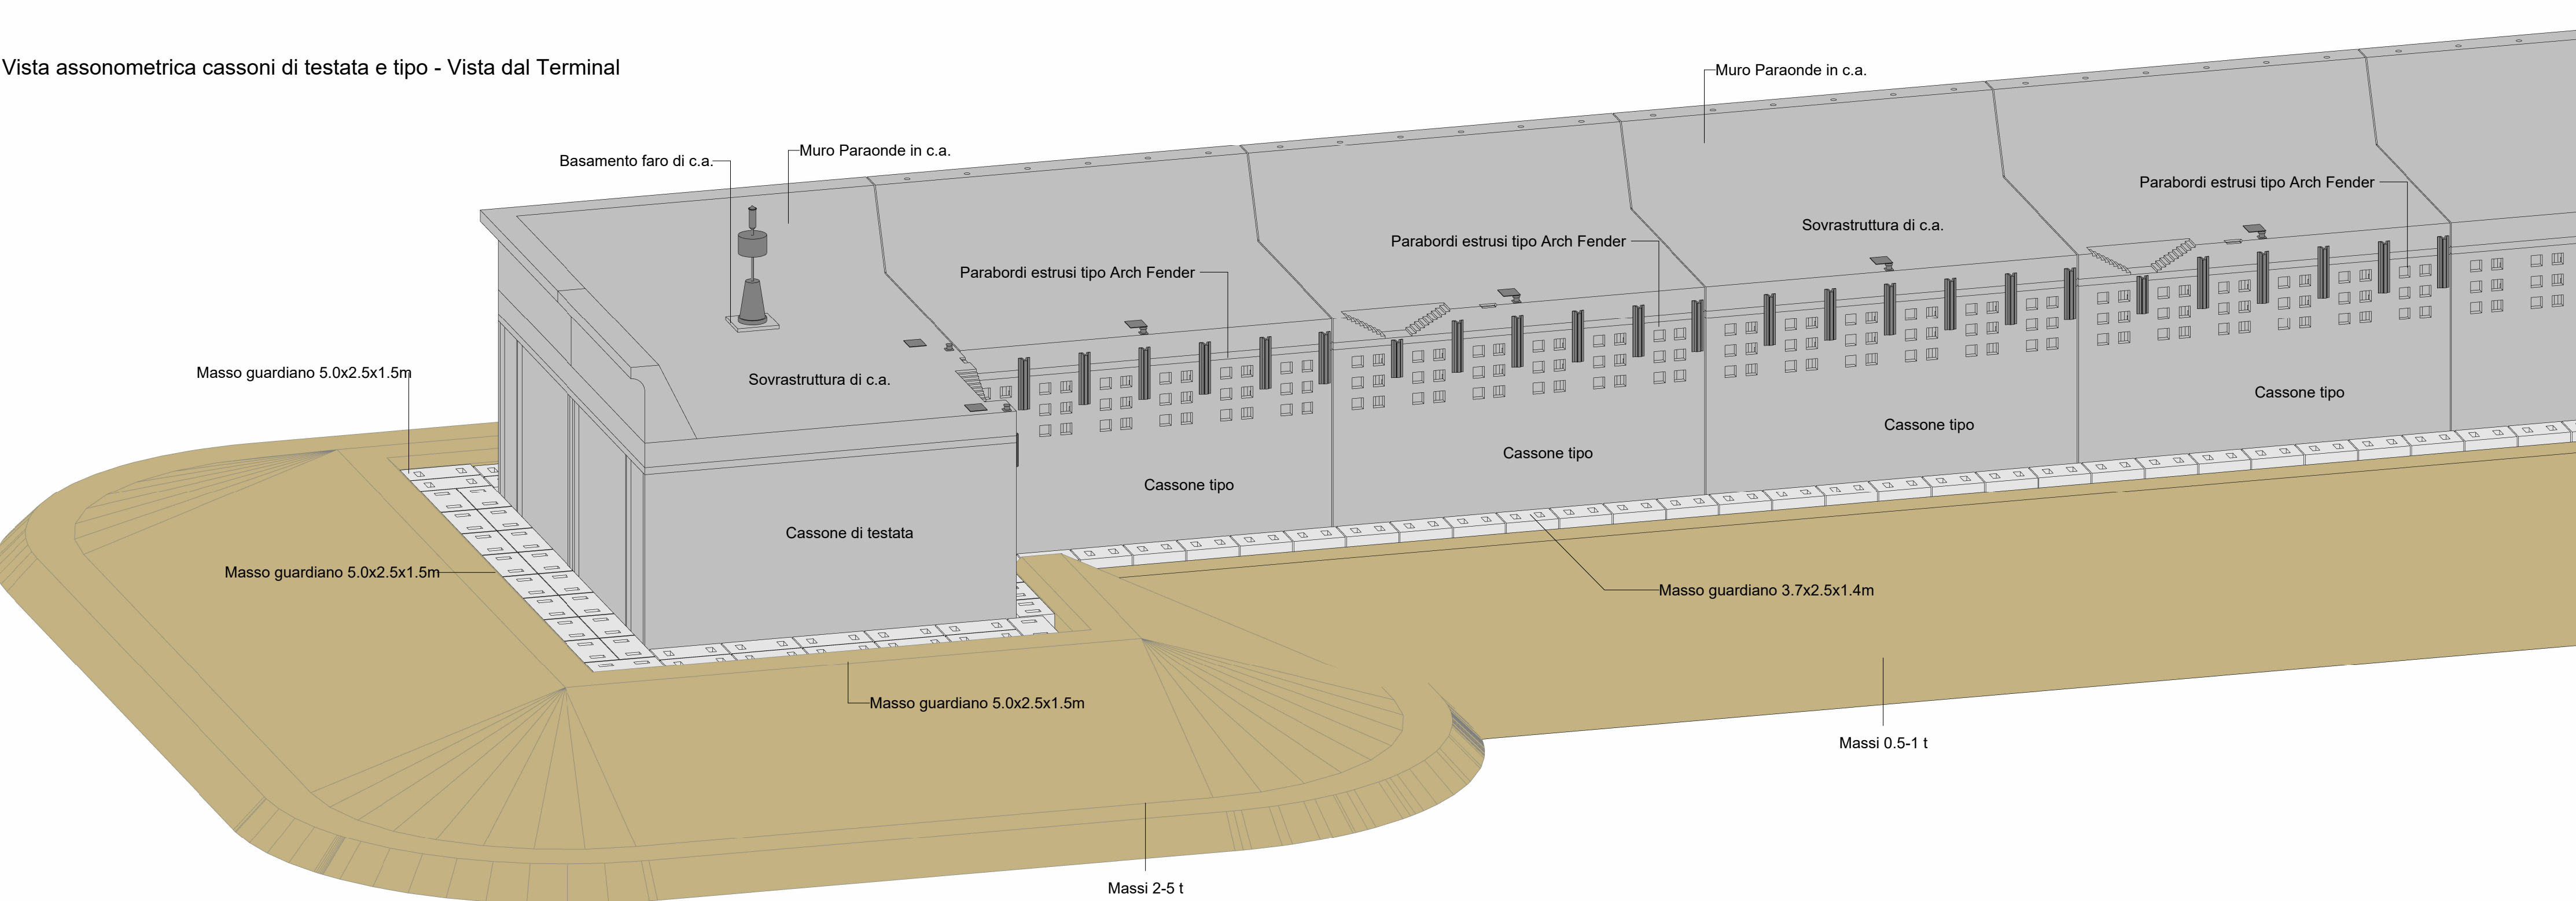 Vista assonometrica cassoni di testata e tipo - Vista dal Terminal
Muro Paraonde in c.a.
Muro Paraonde in c.a.
Basamento faro di c.a.
Parabordi estrusi tipo Arch Fender
Sovrastruttura di c.a.
Parabordi estrusi tipo Arch Fender
Parabordi estrusi tipo Arch Fender
Masso guardiano 5.0x2.5x1.5m
Sovrastruttura di c.a.
Cassone tipo
Cassone tipo
Cassone tipo
Cassone tipo
Cassone di testata
Masso guardiano 5.0x2.5x1.5m
Masso guardiano 3.7x2.5x1.4m
Masso guardiano 5.0x2.5x1.5m
Massi 0.5-1 t
Massi 2-5 t